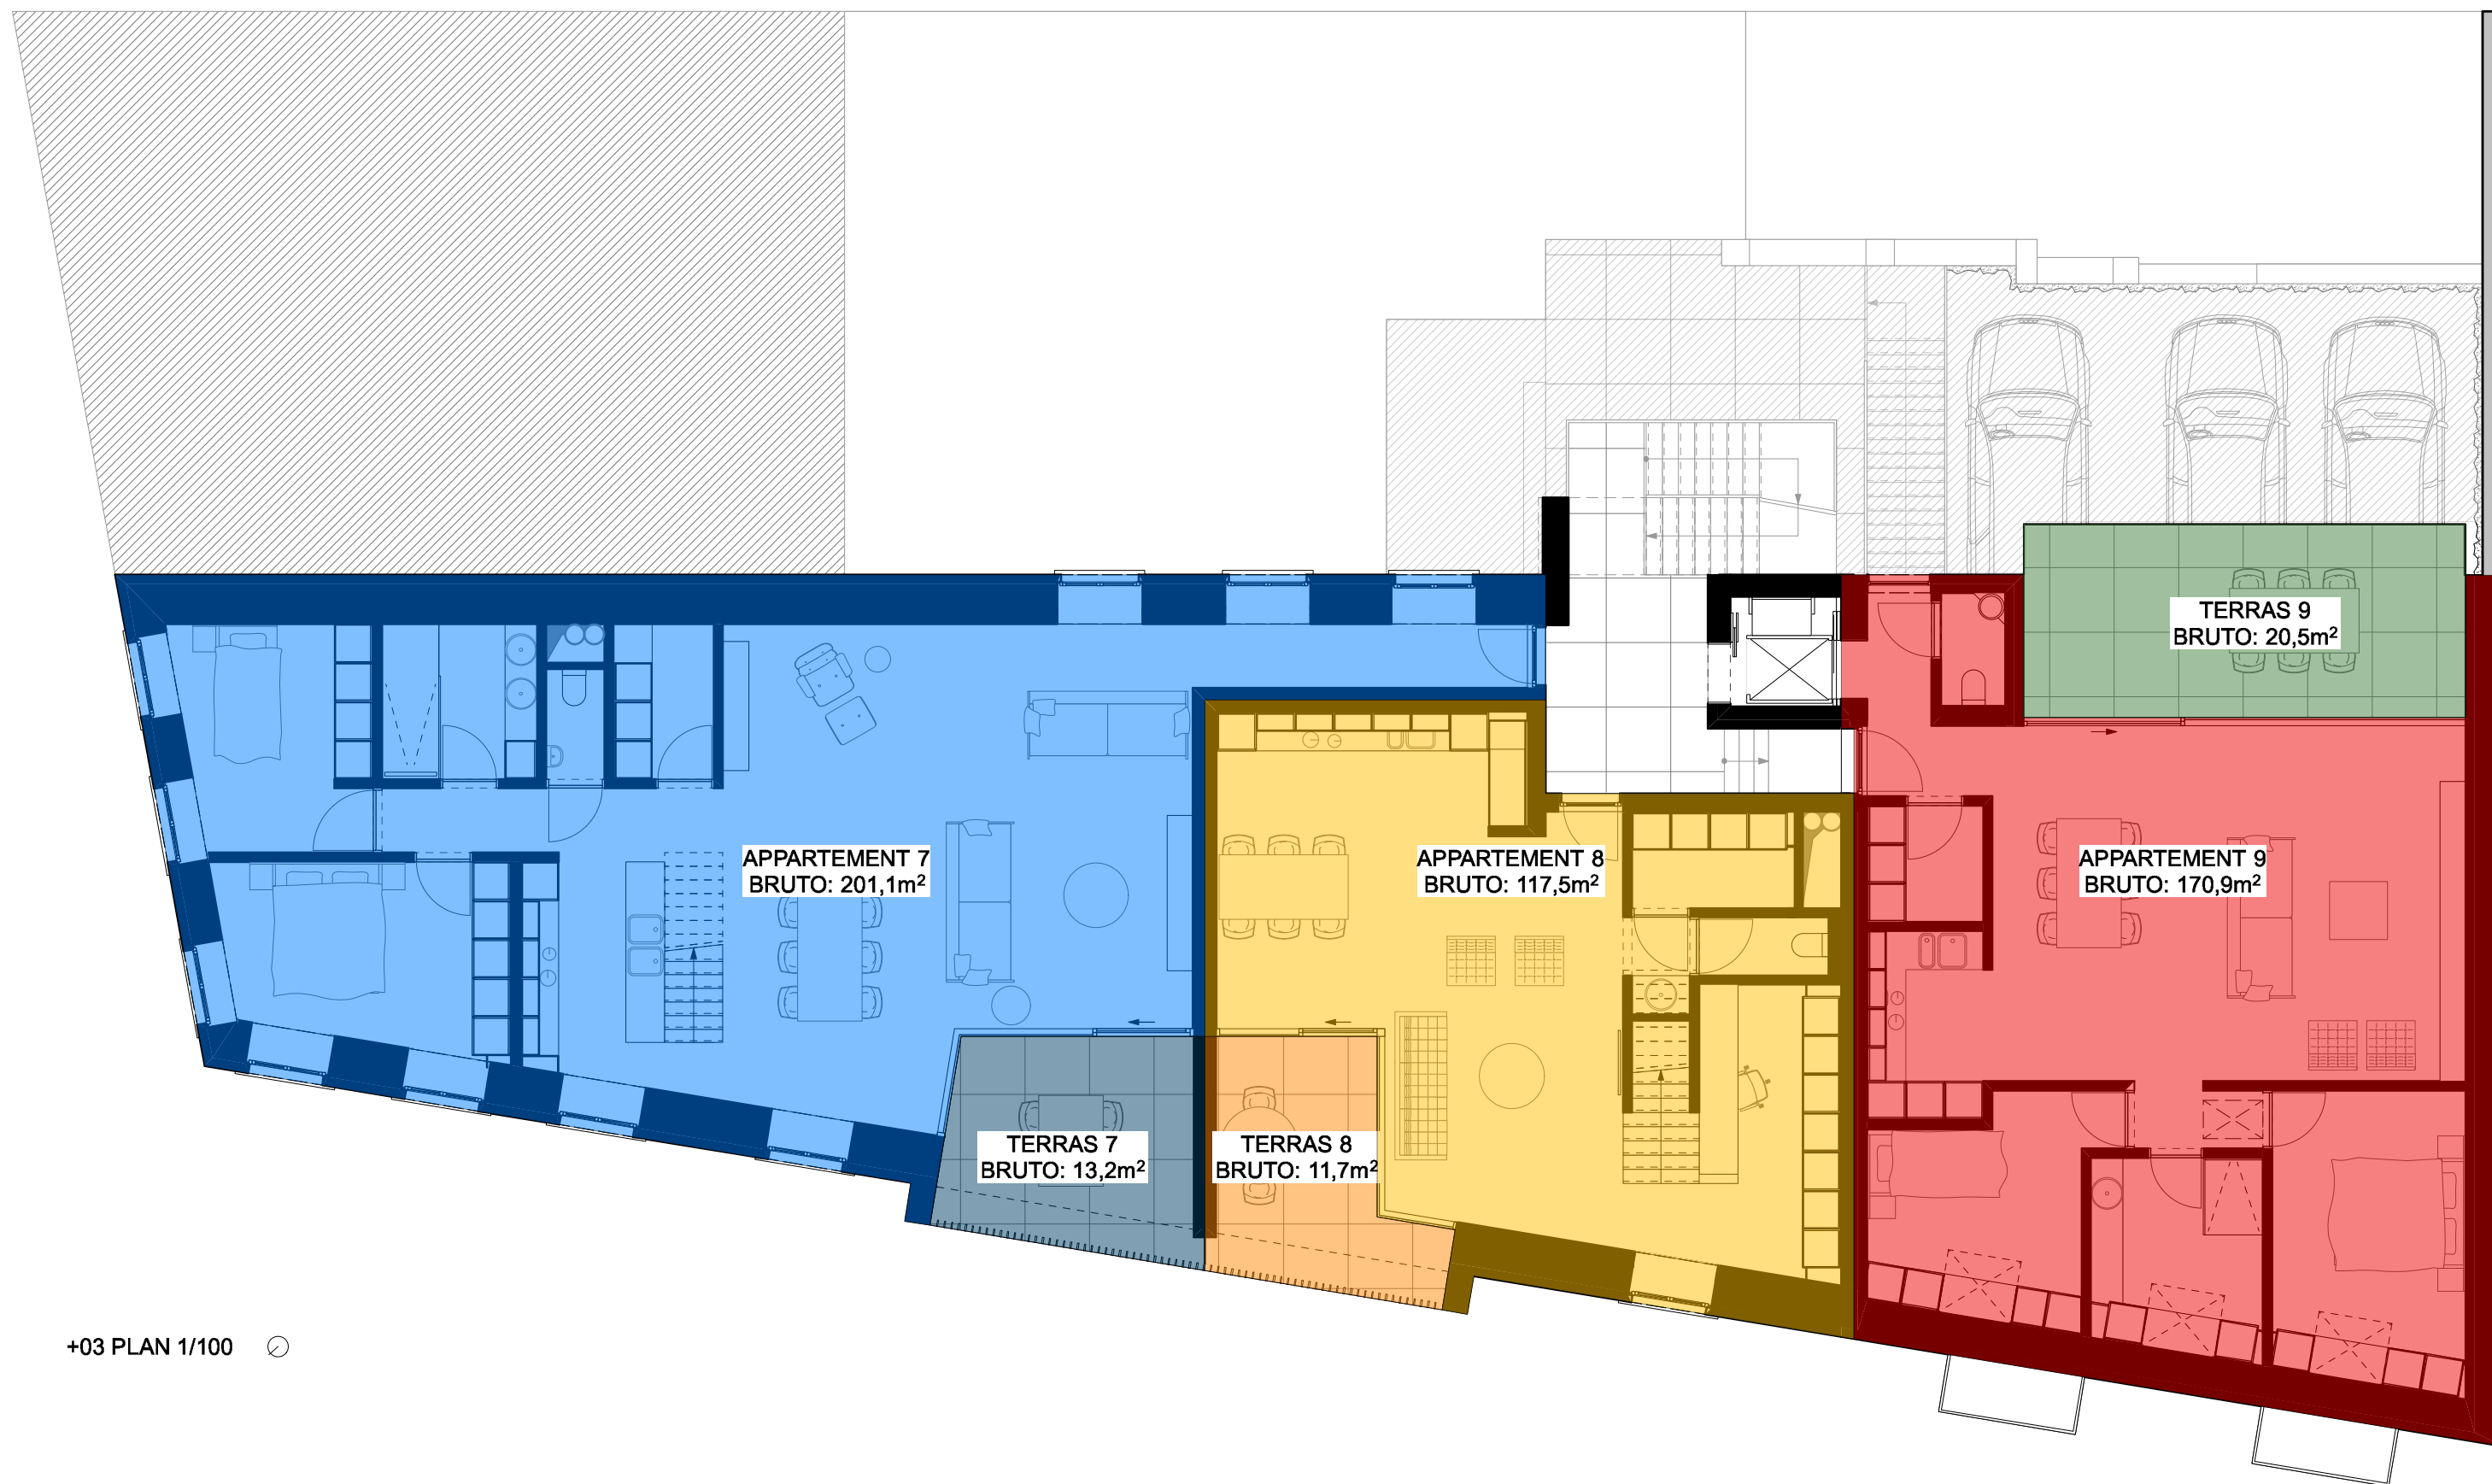 TERRAS 9
BRUTO: 20,5m²
APPARTEMENT 7
BRUTO: 201,1m²
APPARTEMENT 8
BRUTO: 117,5m²
APPARTEMENT 9
BRUTO: 170,9m²
TERRAS 7
BRUTO: 13,2m²
TERRAS 8
BRUTO: 11,7m²
+03 PLAN 1/100